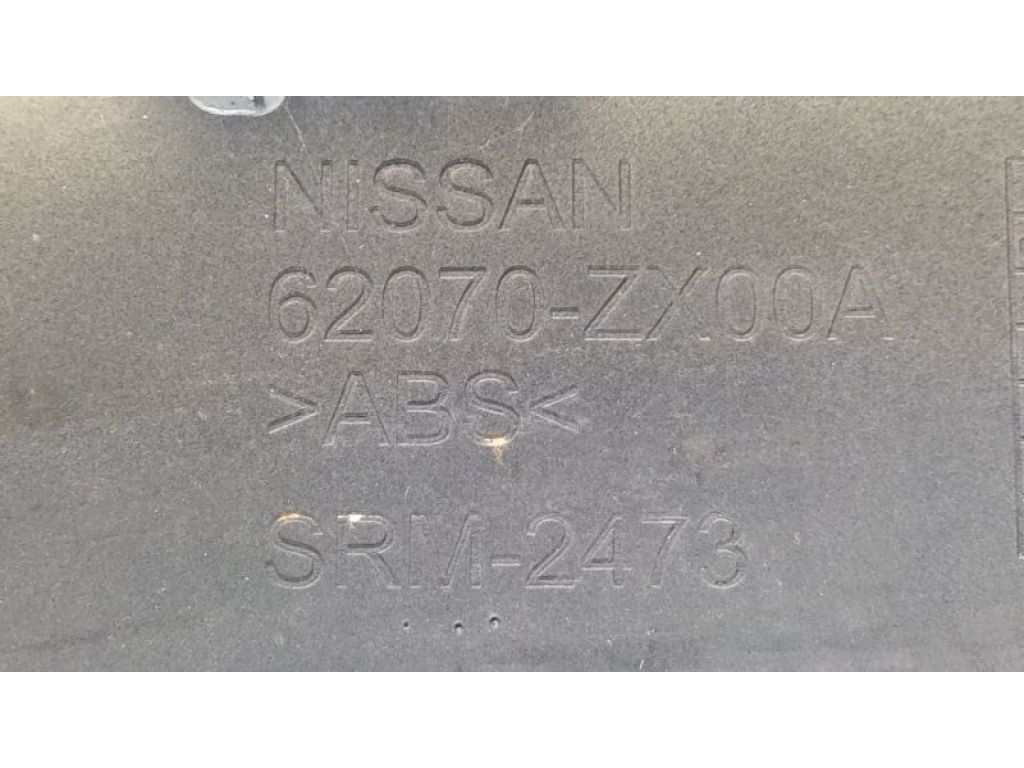 NISSAN
62070-ZX00A
>ABS<
SRM-2473